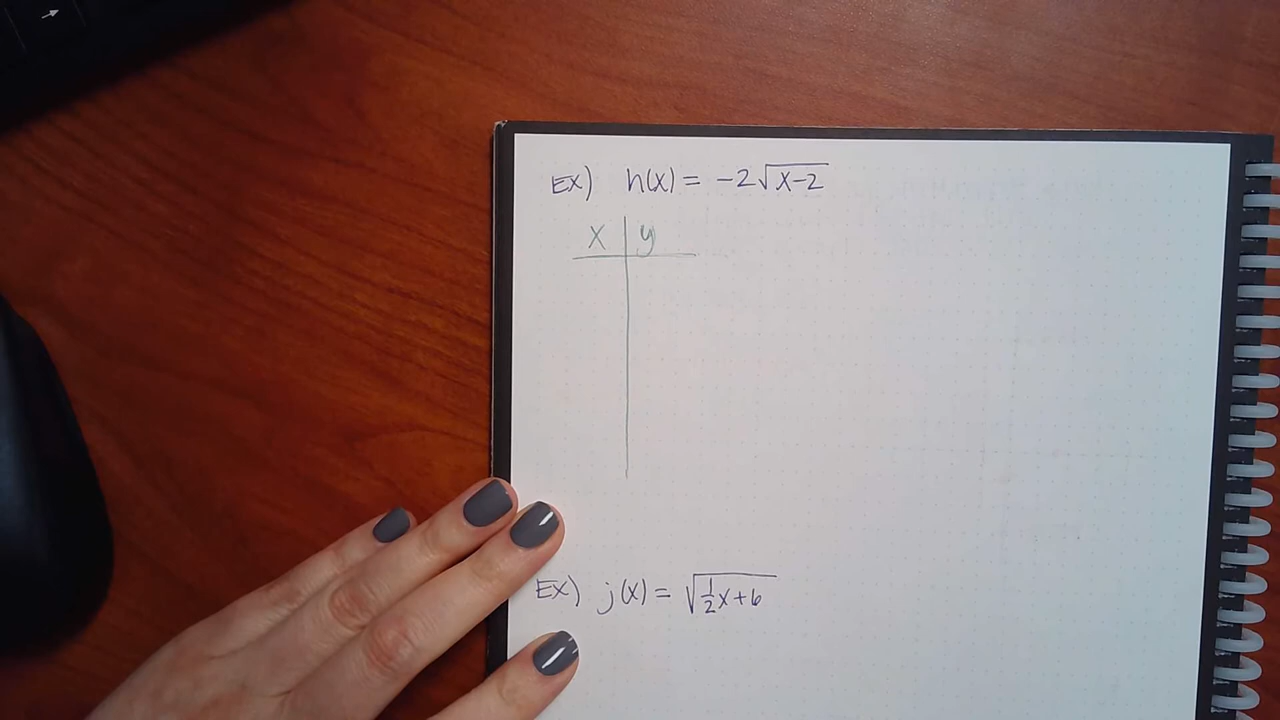 EX) h(x) = -2√(x-2)
x | y
EX) j(x) = √(½x+6)